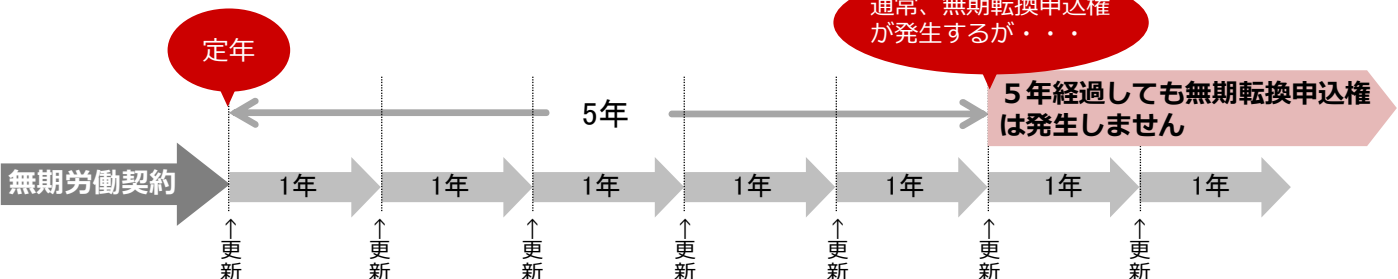 通常、無期転換申込権
が発生するが・・・
定年
5年
５年経過しても無期転換申込権
は発生しません
無期労働契約
1年
1年
1年
1年
1年
1年
1年
↑更新
↑更新
↑更新
↑更新
↑更新
↑更新
↑更新